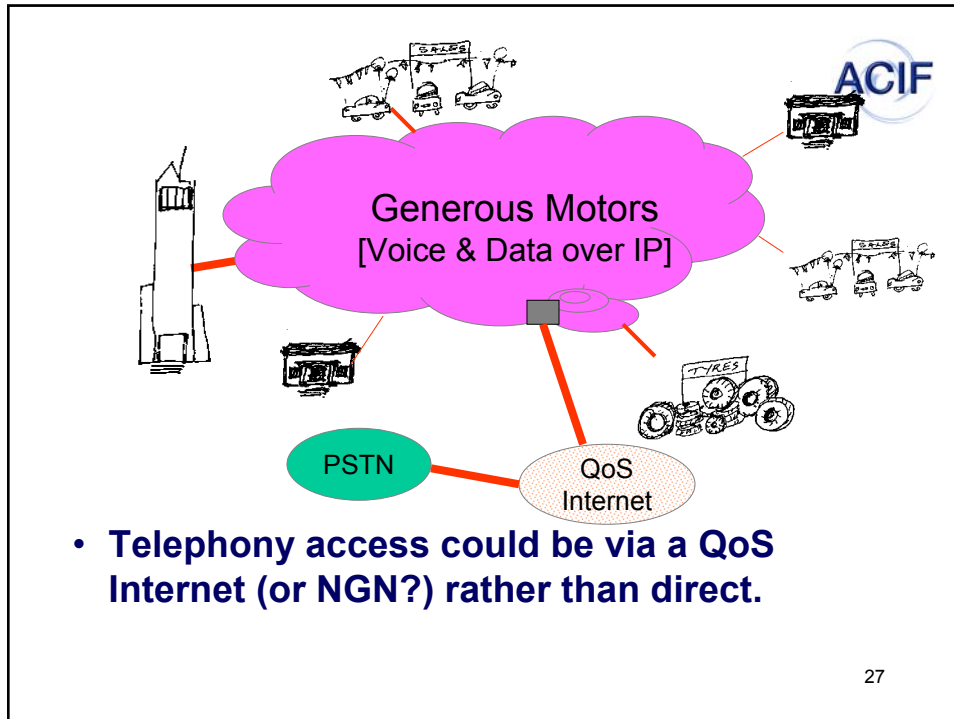 SALES
ACIF
Generous Motors
[Voice & Data over IP]
SALES
TYRES
PSTN
QoS
Internet
• Telephony access could be via a QoS
Internet (or NGN?) rather than direct.
27